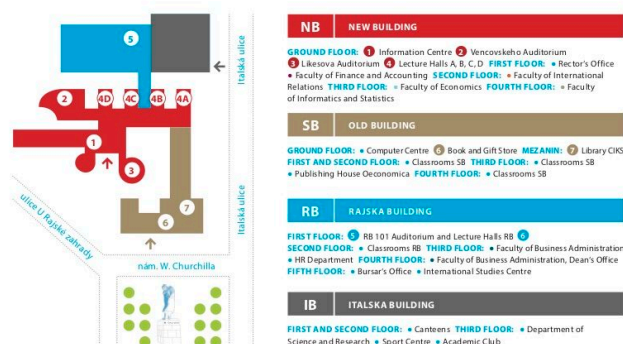 5
Italská ulice
2
4D
4C
4B
4A
1
3
7
6
Italská ulice
ulice U Rajské zahrady
nám. W. Churchilla
NB NEW BUILDING
GROUND FLOOR: 1 Information Centre 2 Vencovskeho Auditorium
3 Likesova Auditorium 4 Lecture Halls A, B, C, D FIRST FLOOR: • Rector's Office
• Faculty of Finance and Accounting SECOND FLOOR: • Faculty of International
Relations THIRD FLOOR: • Faculty of Economics FOURTH FLOOR: • Faculty
of Informatics and Statistics
SB OLD BUILDING
GROUND FLOOR: • Computer Centre 6 Book and Gift Store MEZANIN: 7 Library CIKS
FIRST AND SECOND FLOOR: • Classrooms SB THIRD FLOOR: • Classrooms SB
• Publishing House Oeconomica FOURTH FLOOR: • Classrooms SB
RB RAJSKA BUILDING
FIRST FLOOR: 5 RB 101 Auditorium and Lecture Halls RB 6
SECOND FLOOR: • Classrooms RB THIRD FLOOR: • Faculty of Business Administration
• HR Department FOURTH FLOOR: • Faculty of Business Administration, Dean's Office
FIFTH FLOOR: • Bursar's Office • International Studies Centre
IB ITALSKA BUILDING
FIRST AND SECOND FLOOR: • Canteens THIRD FLOOR: • Department of
Science and Research • Sport Centre • Academic Club